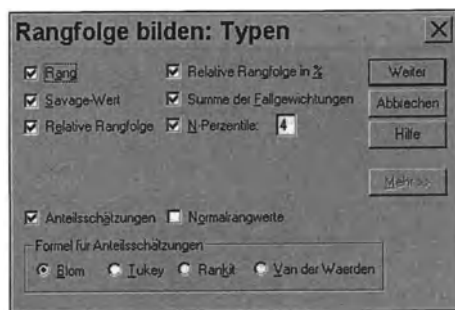 Rangfolge bilden: Typen
Rang
Relative Rangfolge in %
Weiter
Savage-Wert
Summe der Fallgewichtungen
Abbrechen
Relative Rangfolge
N-Perzentile: 4
Hilfe
Mehr>>
Anteilsschätzungen
Normalrangwerte
Formel für Anteilsschätzungen
Blom
Tukey
Rankit
Van der Waerden